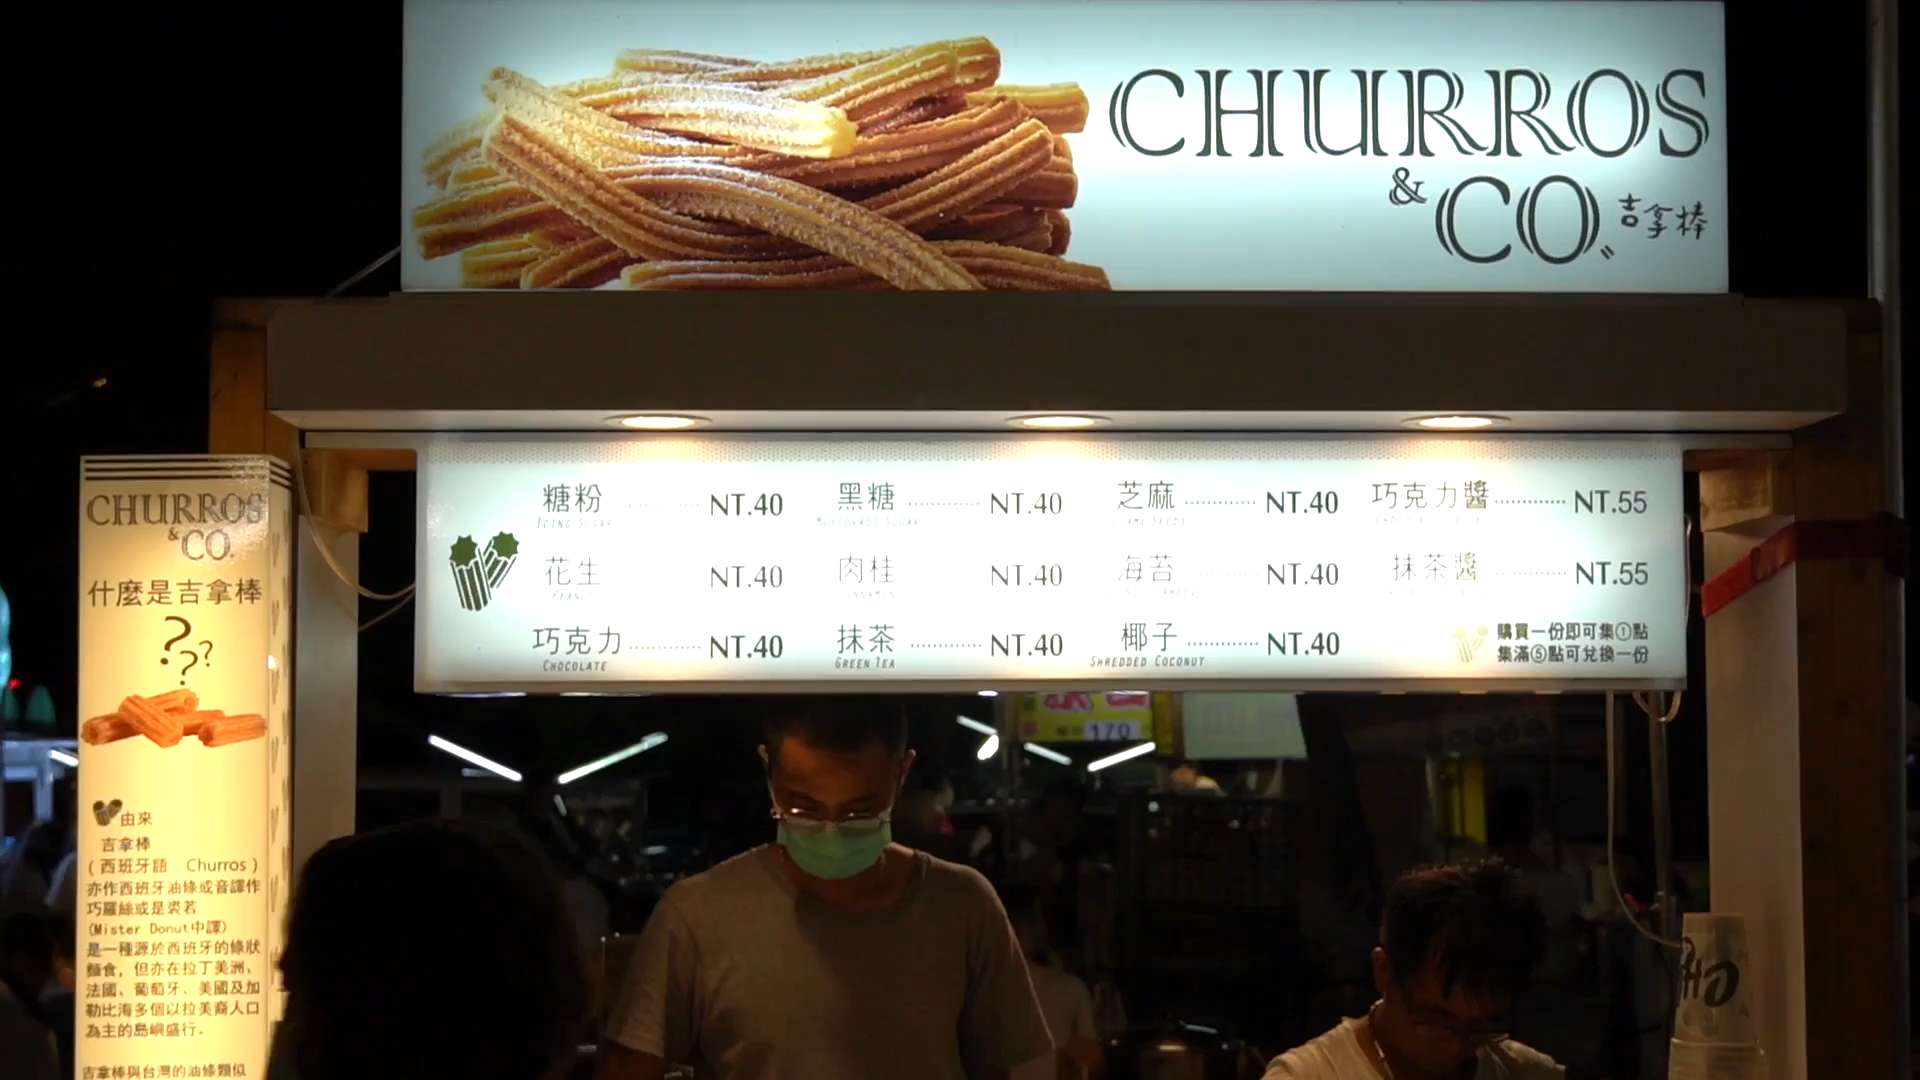 CHURROS
& CO.
吉拿棒
糖粉 NT.40
ICING SUGAR
黑糖 NT.40
MUSCOVADO SUGAR
芝麻 NT.40
巧克力醬 NT.55
花生 NT.40
PEANUT
肉桂 NT.40
CINNAMON
海苔 NT.40
抹茶醬 NT.55
巧克力 NT.40
CHOCOLATE
抹茶 NT.40
GREEN TEA
椰子 NT.40
SHREDDED COCONUT
購買一份即可集①點
集滿⑤點可兌換一份
CHURROS
& CO.
什麼是吉拿棒
???
由來
吉拿棒
(西班牙語：Churros)
亦作西班牙油條或音譯作
巧羅絲或是裘若
(Mister Donut中譯)
是一種源於西班牙的條狀
麵食，但亦在拉丁美洲、
法國、葡萄牙、美國及加
勒比海多個以拉美裔人口
為主的島嶼盛行。
吉拿棒與台灣的油條類似
170